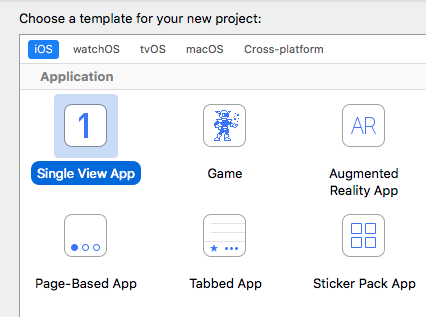 Choose a template for your new project:
iOS watchOS tvOS macOS Cross-platform
Application
1
AR
Single View App Game Augmented
Reality App
Page-Based App Tabbed App Sticker Pack App